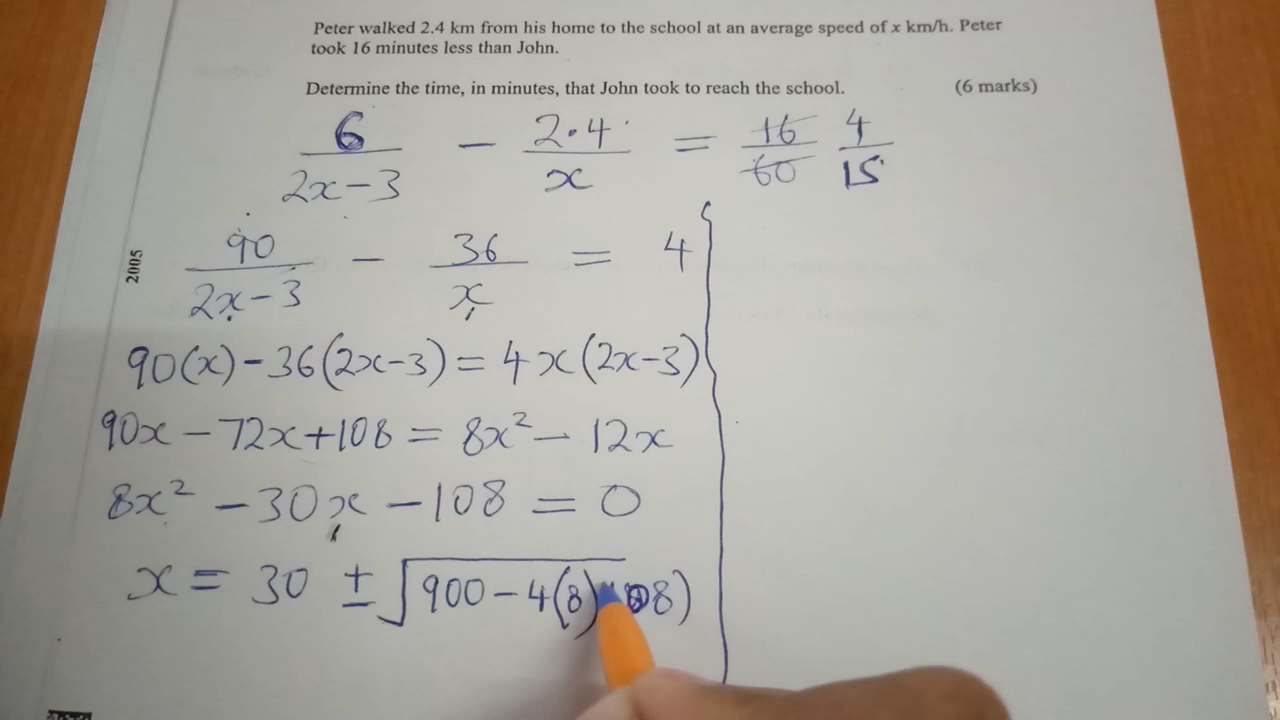 Peter walked 2.4 km from his home to the school at an average speed of x km/h. Peter
took 16 minutes less than John.
Determine the time, in minutes, that John took to reach the school. (6 marks)
6/(2x-3) - 2.4/x = 16/60 4/15
2005
90/(2x-3) - 36/x = 4
90(x)-36(2x-3) = 4x(2x-3)
90x-72x+108 = 8x² - 12x
8x² - 30x - 108 = 0
x = 30 ± √900-4(8) 8)